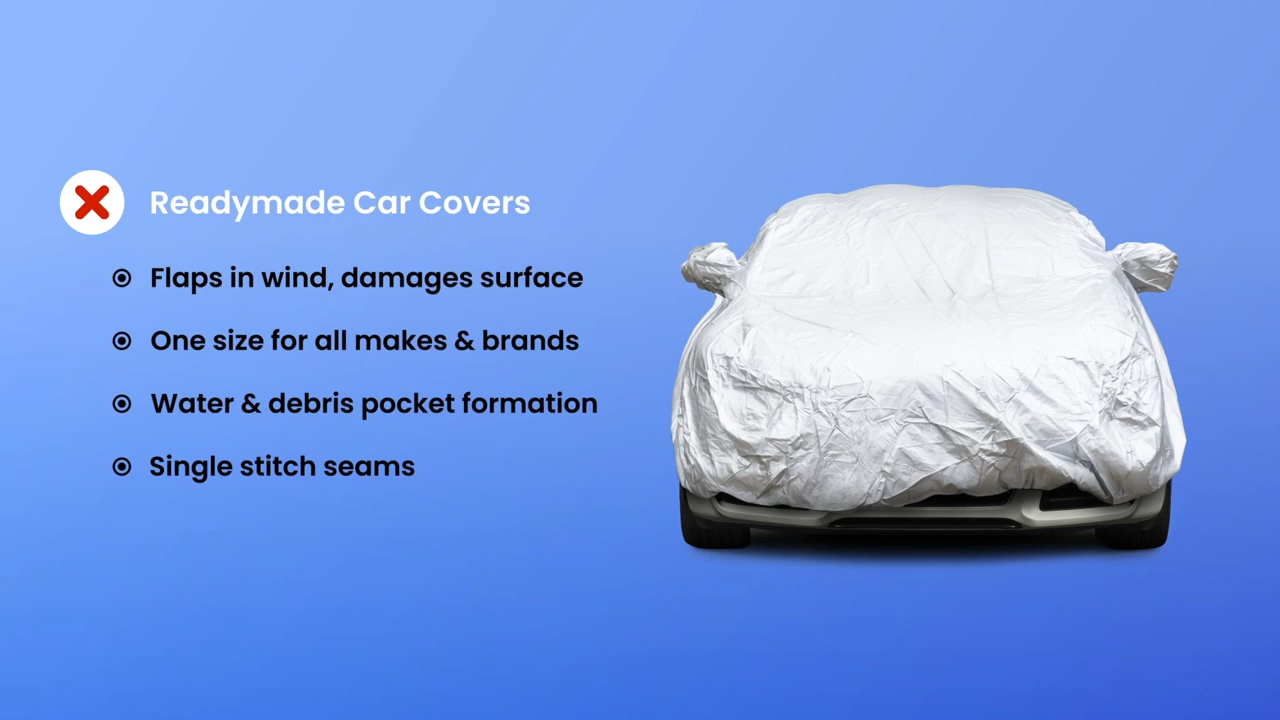 Readymade Car Covers
Flaps in wind, damages surface
One size for all makes & brands
Water & debris pocket formation
Single stitch seams